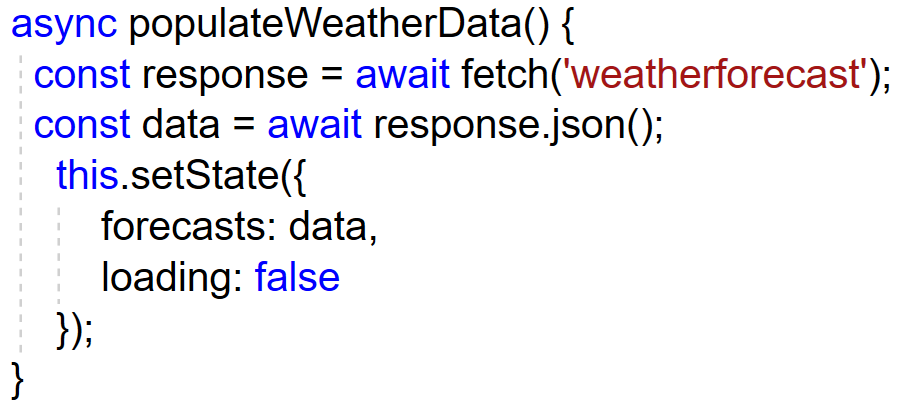 async populateWeatherData() {
const response = await fetch('weatherforecast');
const data = await response.json();
this.setState({
forecasts: data,
loading: false
});
}